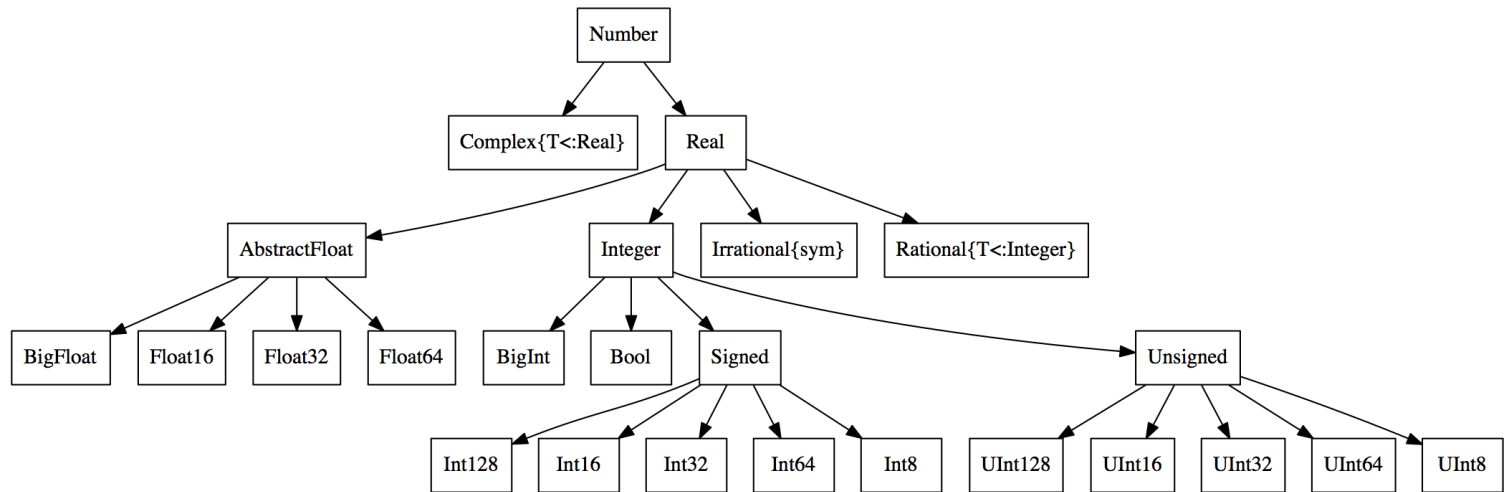 Number
Complex{T<:Real}
Real
AbstractFloat
Integer
Irrational{sym}
Rational{T<:Integer}
BigFloat
Float16
Float32
Float64
BigInt
Bool
Signed
Unsigned
Int128
Int16
Int32
Int64
Int8
UInt128
UInt16
UInt32
UInt64
UInt8